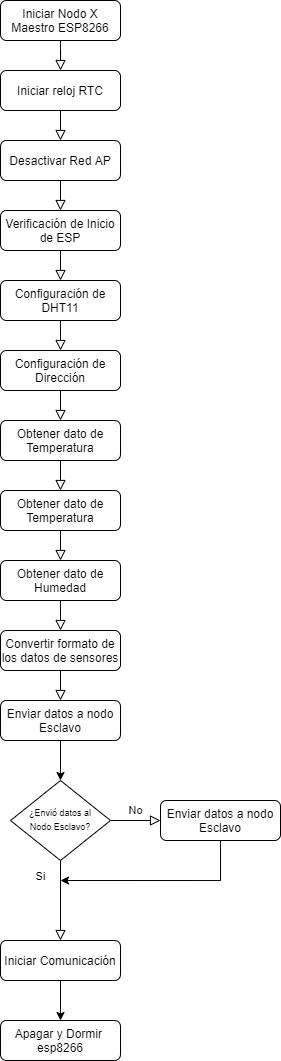 Iniciar Nodo X
Maestro ESP8266
Iniciar reloj RTC
Desactivar Red AP
Verificación de Inicio
de ESP
Configuración de
DHT11
Configuración de
Dirección
Obtener dato de
Temperatura
Obtener dato de
Temperatura
Obtener dato de
Humedad
Convertir formato de
los datos de sensores
Enviar datos a nodo
Esclavo
¿Envió datos al
Nodo Esclavo?
No
Enviar datos a nodo
Esclavo
Si
Iniciar Comunicación
Apagar y Dormir
esp8266